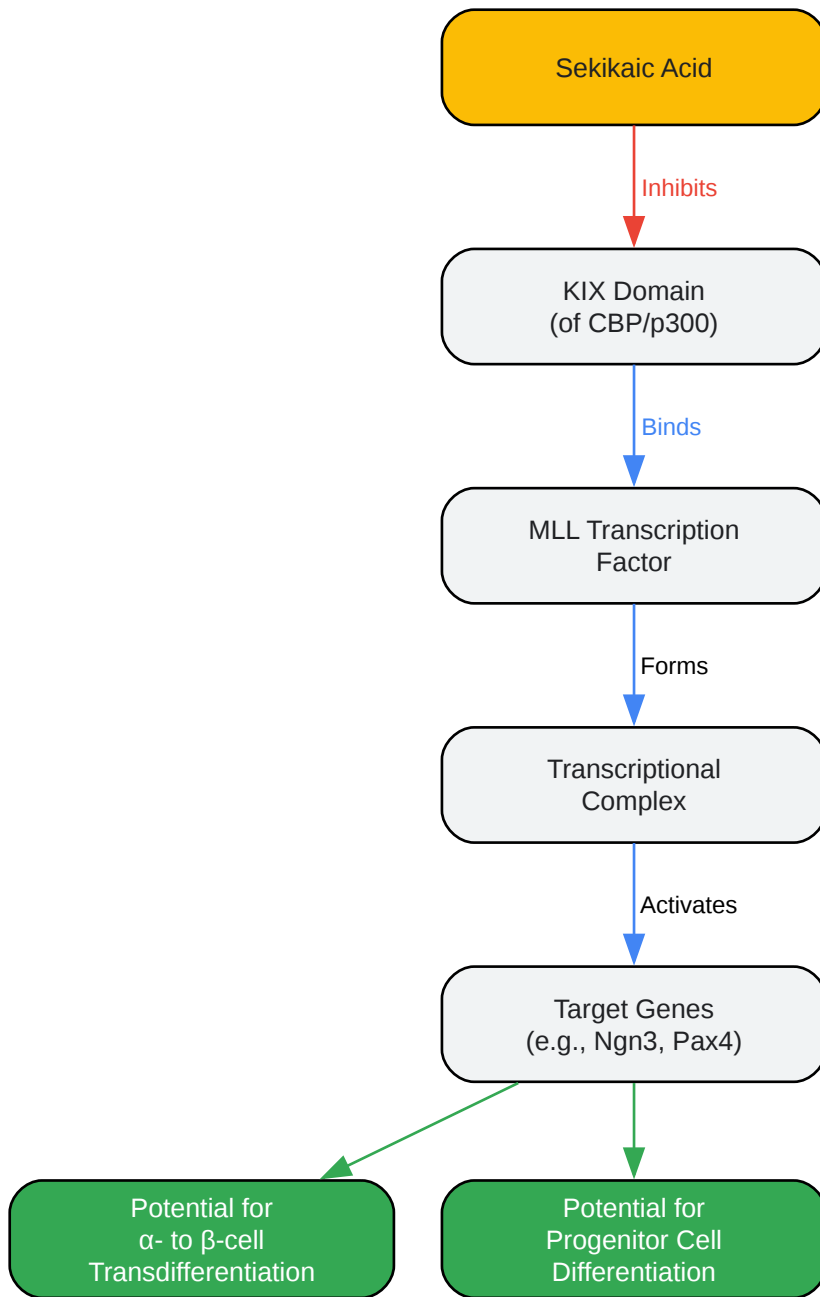 Sekikaic Acid
Inhibits
KIX Domain
(of CBP/p300)
Binds
MLL Transcription
Factor
Forms
Transcriptional
Complex
Activates
Target Genes
(e.g., Ngn3, Pax4)
Potential for
α- to β-cell
Transdifferentiation
Potential for
Progenitor Cell
Differentiation